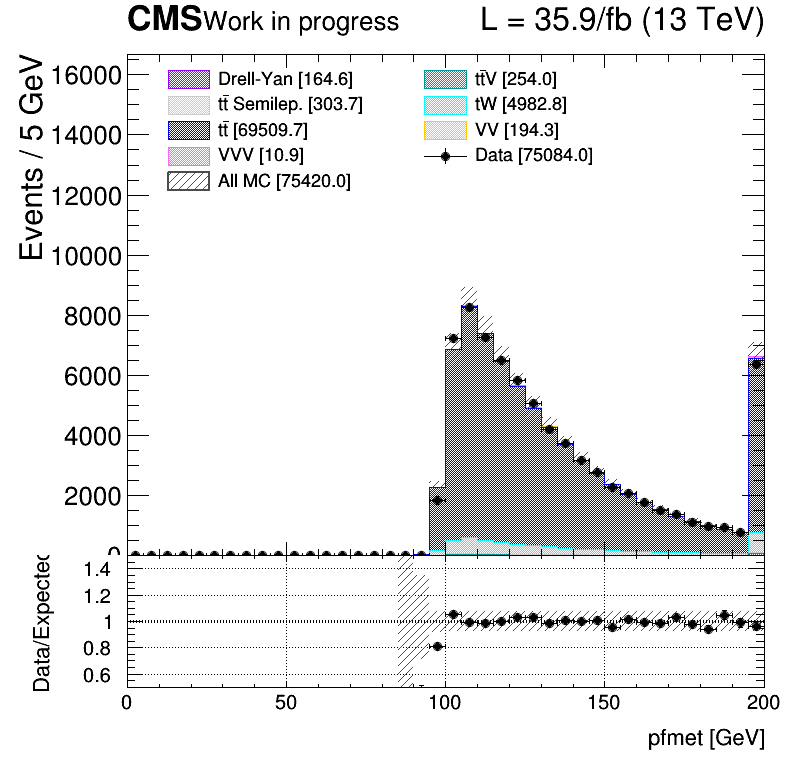 CMS Work in progress L = 35.9/fb (13 TeV)
Events / 5 GeV
16000
14000
12000
10000
8000
6000
4000
2000
0
Drell-Yan [164.6]
tt̄ Semilep. [303.7]
tt̄ [69509.7]
VVV [10.9]
All MC [75420.0]
tt̄V [254.0]
tW [4982.8]
VV [194.3]
Data [75084.0]
Data/Expected
1.4
1.2
1
0.8
0.6
0 50 100 150 200
pfmet [GeV]